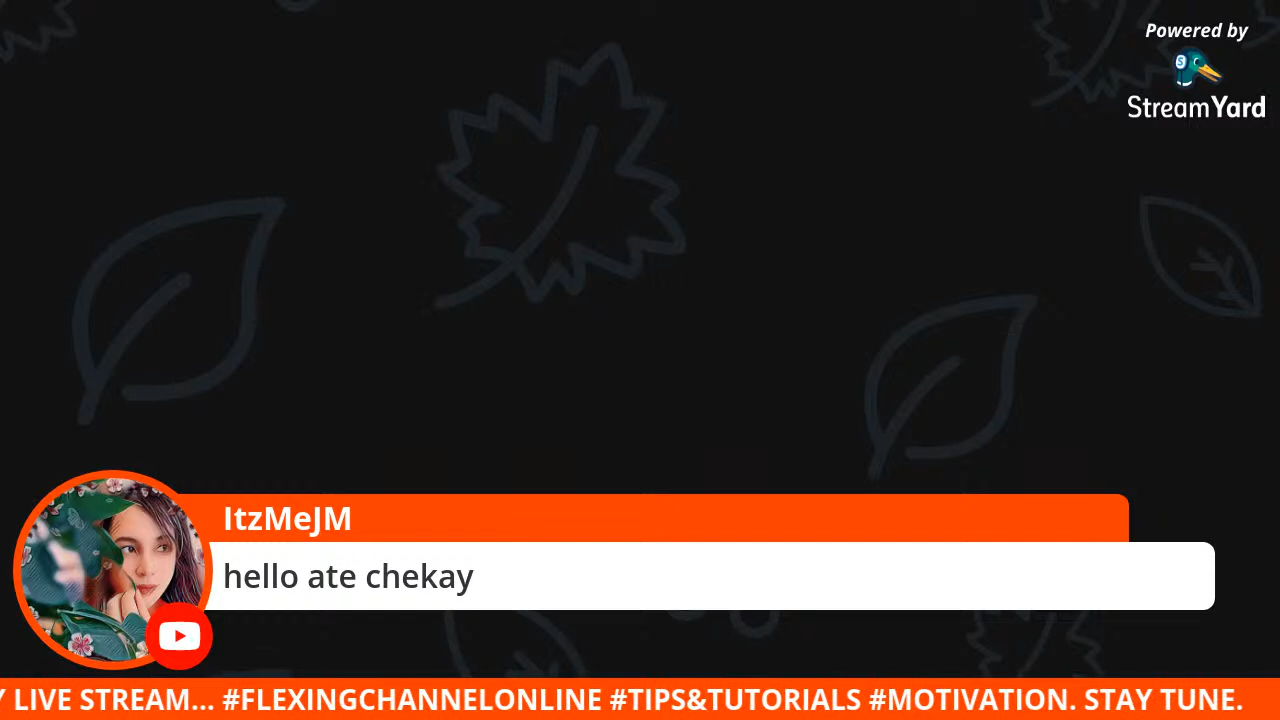 Powered by
StreamYard
ItzMeJM
hello ate chekay
LIVE STREAM... #FLEXINGCHANNELONLINE #TIPS&TUTORIALS #MOTIVATION. STAY TUNE.